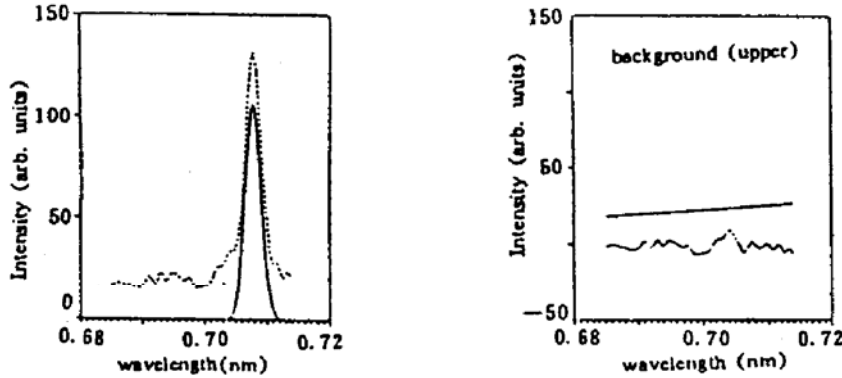 150
100
50
0
0.68
0.70
0.72
Intensity (arb. units)
wavelength(nm)
150
50
-50
0.68
0.70
0.72
Intensity (arb. units)
background (upper)
wavelength (nm)